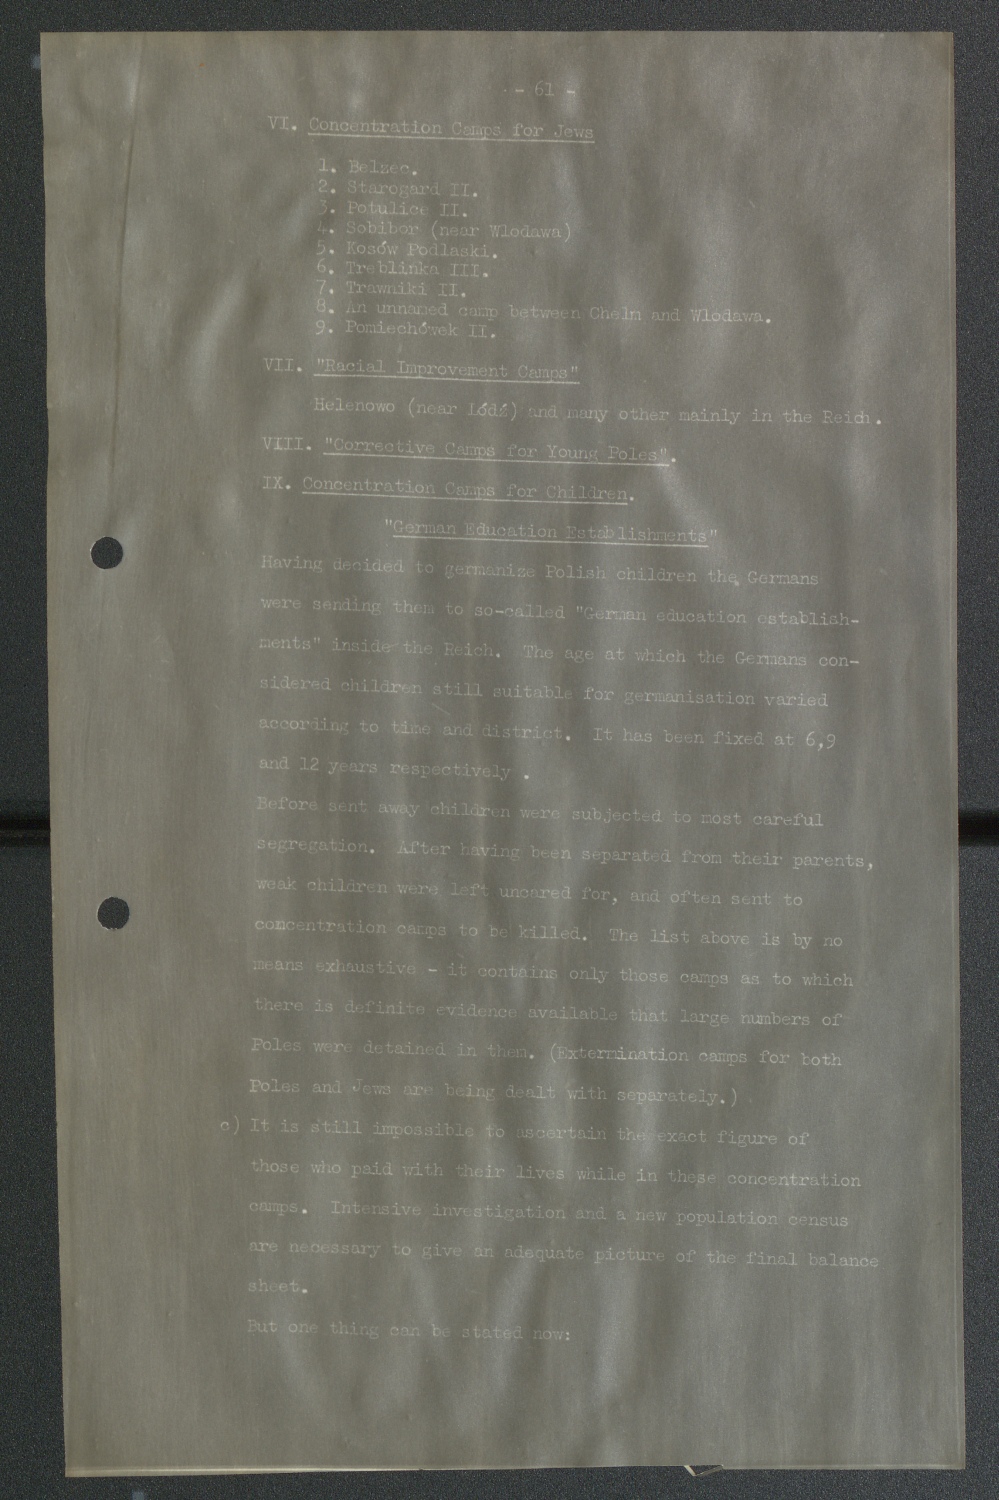 - 61 -
VI. Concentration Camps for Jews
1. Belzec.
2. Starogard II.
3. Potulice II.
4. Sobibor (near Wlodawa)
5. Kosów Podlaski.
6. Treblinka III.
7. Trawniki II.
8. An unnamed camp between Chelm and Wlodawa.
9. Pomiechówek II.
VII. "Racial Improvement Camps"
Helenowo (near Łódź) and many other mainly in the Reich.
VIII. "Corrective Camps for Young Poles".
IX. Concentration Camps for Children.
"German Education Establishments"
Having decided to germanize Polish children the Germans
were sending them to so-called "German education establish-
ments" inside the Reich. The age at which the Germans con-
sidered children still suitable for germanisation varied
according to time and district. It has been fixed at 6,9
and 12 years respectively .
Before sent away children were subjected to most careful
segregation. After having been separated from their parents,
weak children were left uncared for, and often sent to
concentration camps to be killed. The list above is by no
means exhaustive - it contains only those camps as to which
there is definite evidence available that large numbers of
Poles were detained in them. (Extermination camps for both
Poles and Jews are being dealt with separately.)
c) It is still impossible to ascertain the exact figure of
those who paid with their lives while in these concentration
camps. Intensive investigation and a new population census
are necessary to give an adequate picture of the final balance
sheet.
But one thing can be stated now: